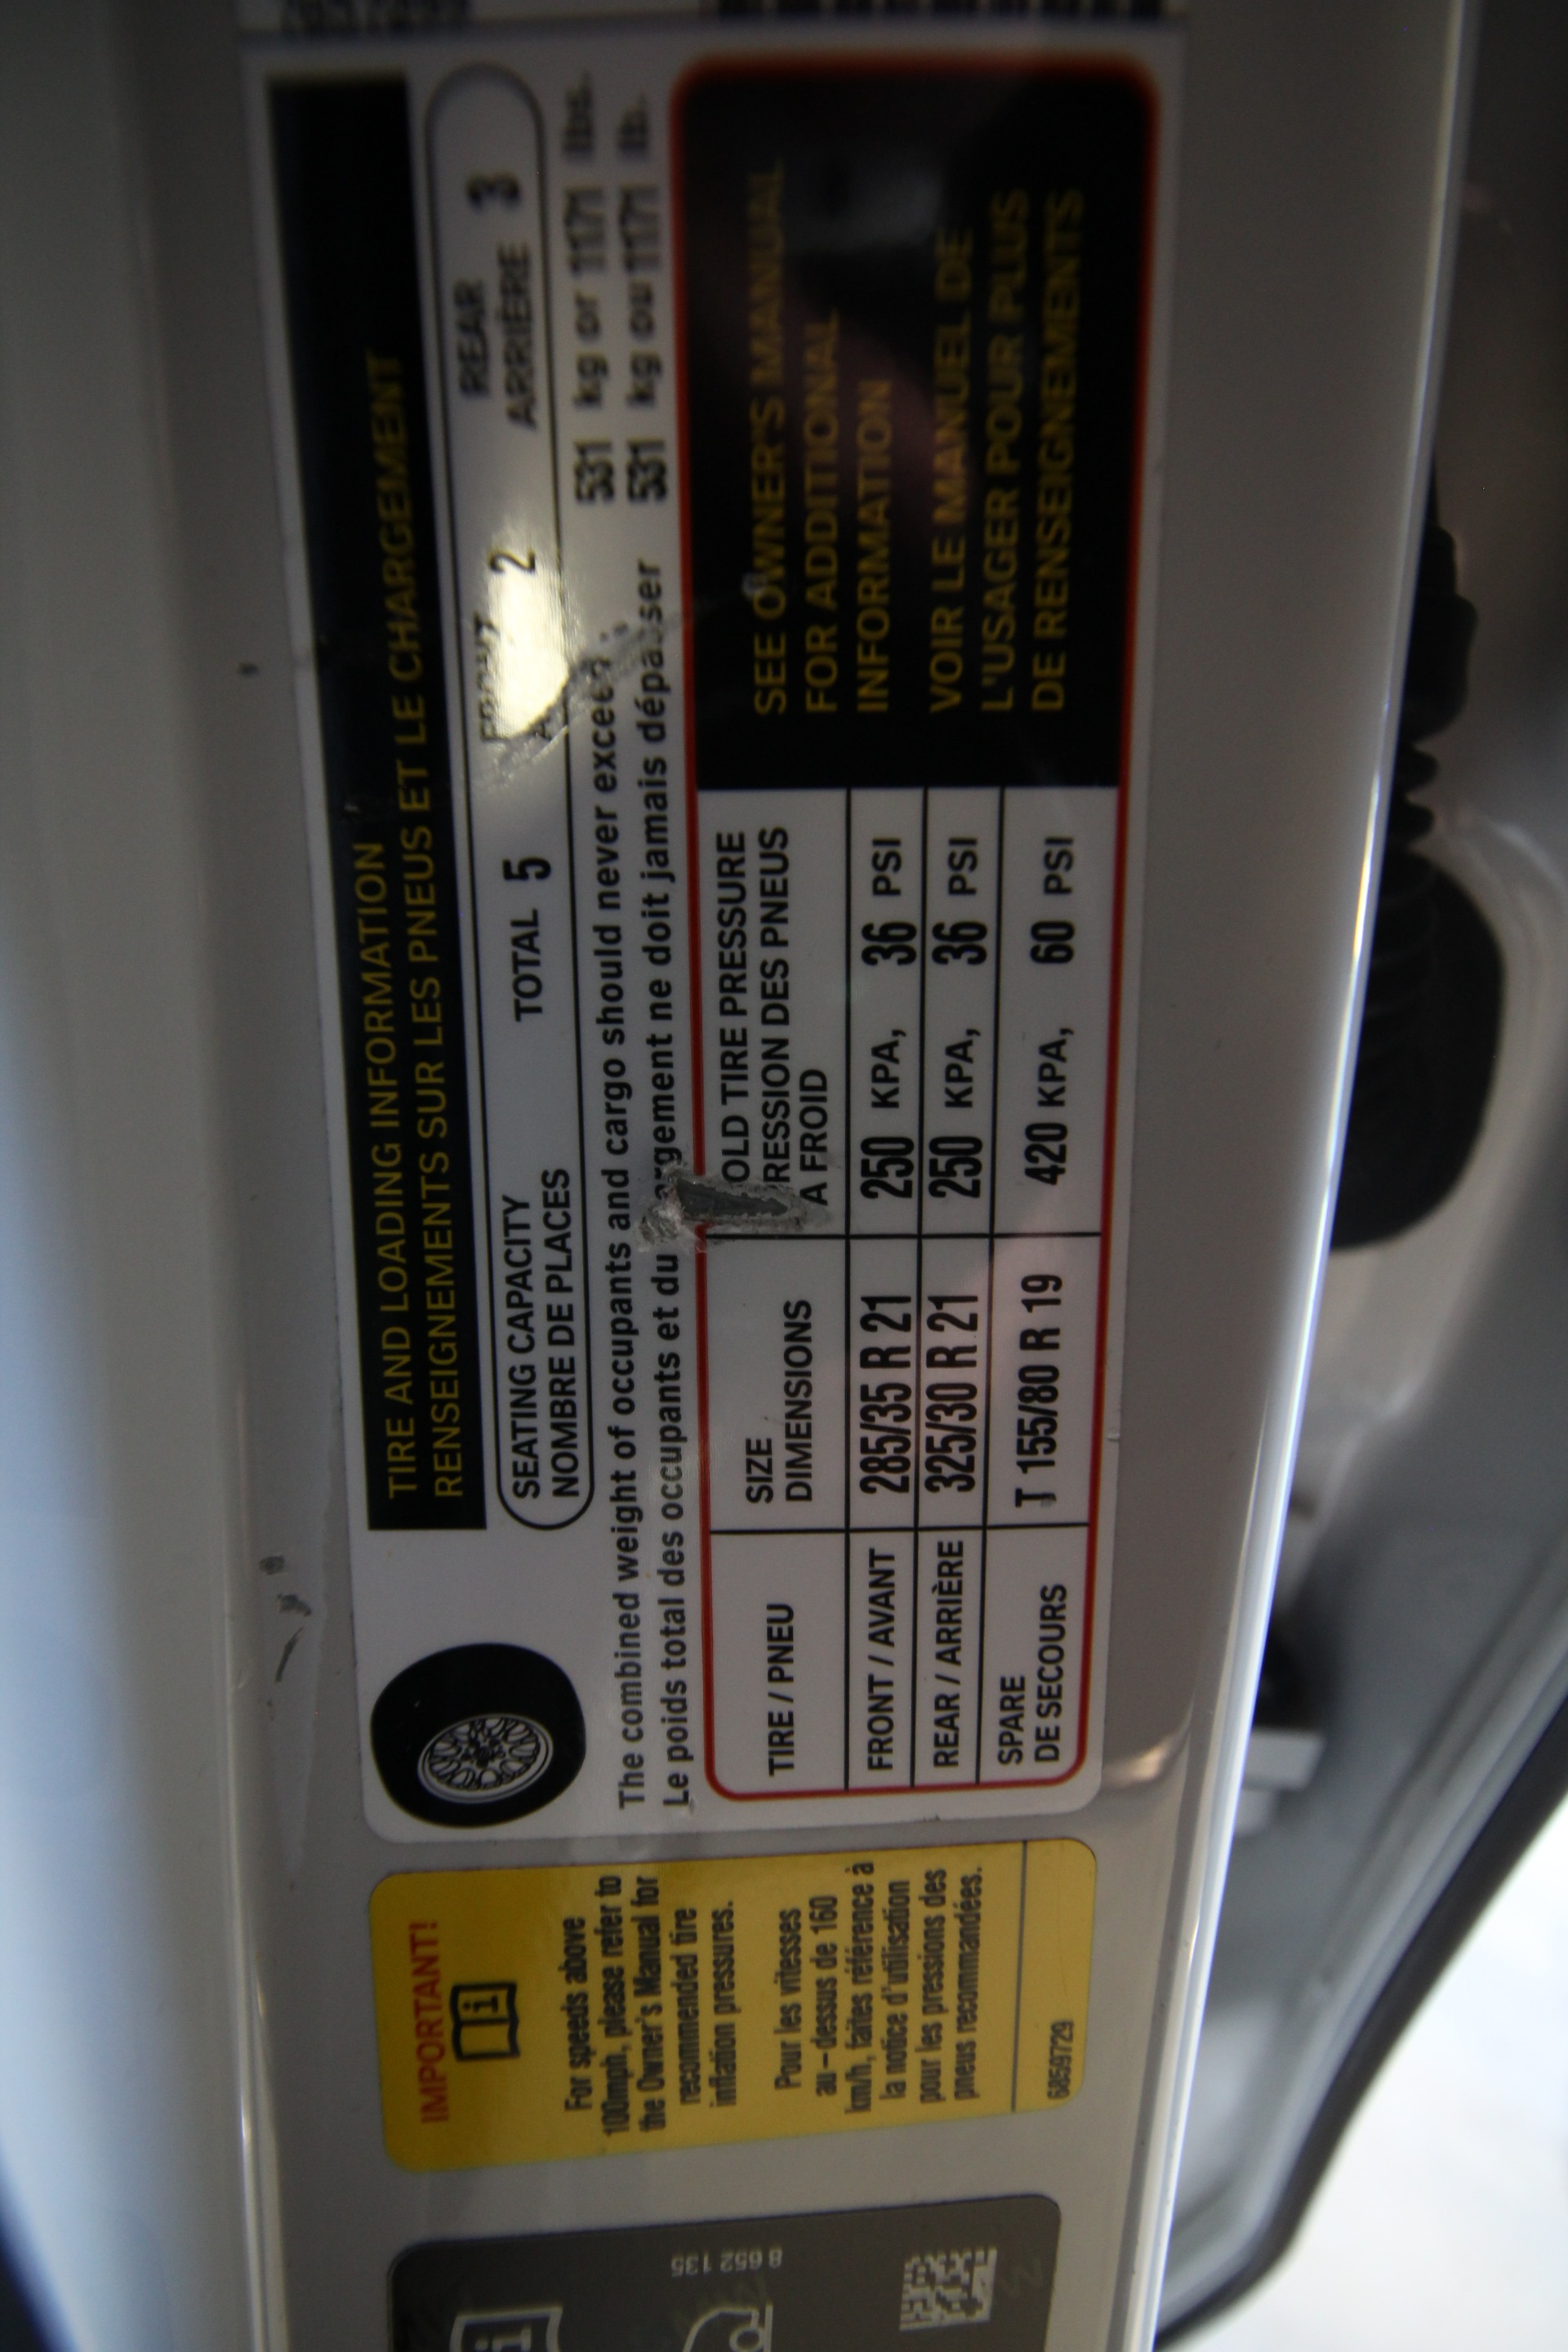 TIRE AND LOADING INFORMATION
RENSEIGNEMENTS SUR LES PNEUS ET LE CHARGEMENT
SEATING CAPACITY TOTAL 5 2 REAR 3
NOMBRE DE PLACES ARRIÈRE
The combined weight of occupants and cargo should never exceed 531 kg or 1171 lbs.
Le poids total des occupants et du gement ne doit jamais dépasser 531 kg ou 1171 lb.
TIRE / PNEU
SIZE
DIMENSIONS
OLD TIRE PRESSURE
RESSION DES PNEUS
A FROID
FRONT / AVANT 285/35 R 21 250 KPA, 36 PSI
REAR / ARRIÈRE 325/30 R 21 250 KPA, 36 PSI
SPARE
DE SECOURS
T 155/80 R 19 420 KPA, 60 PSI
SEE OWNER'S MANUAL
FOR ADDITIONAL
INFORMATION
VOIR LE MANUEL DE
L'USAGER POUR PLUS
DE RENSEIGNEMENTS
IMPORTANT!
i
For speeds above
100mph, please refer to
the Owner's Manual for
recommended tire
inflation pressures.
Pour les vitesses
au-dessus de 160
km/h, faites référence à
la notice d'utilisation
pour les pressions des
pneus recommandées.
6859729
8 652 135
i